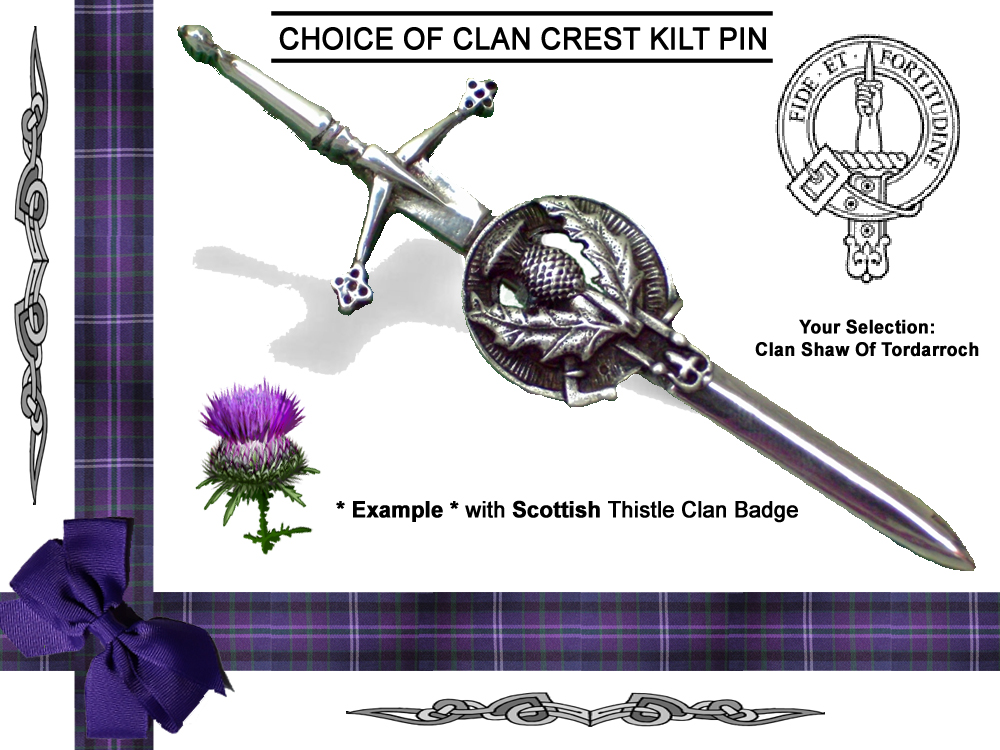 CHOICE OF CLAN CREST KILT PIN
FIDE · ET · FORTITUDINE
Your Selection:
Clan Shaw Of Tordarroch
* Example * with Scottish Thistle Clan Badge